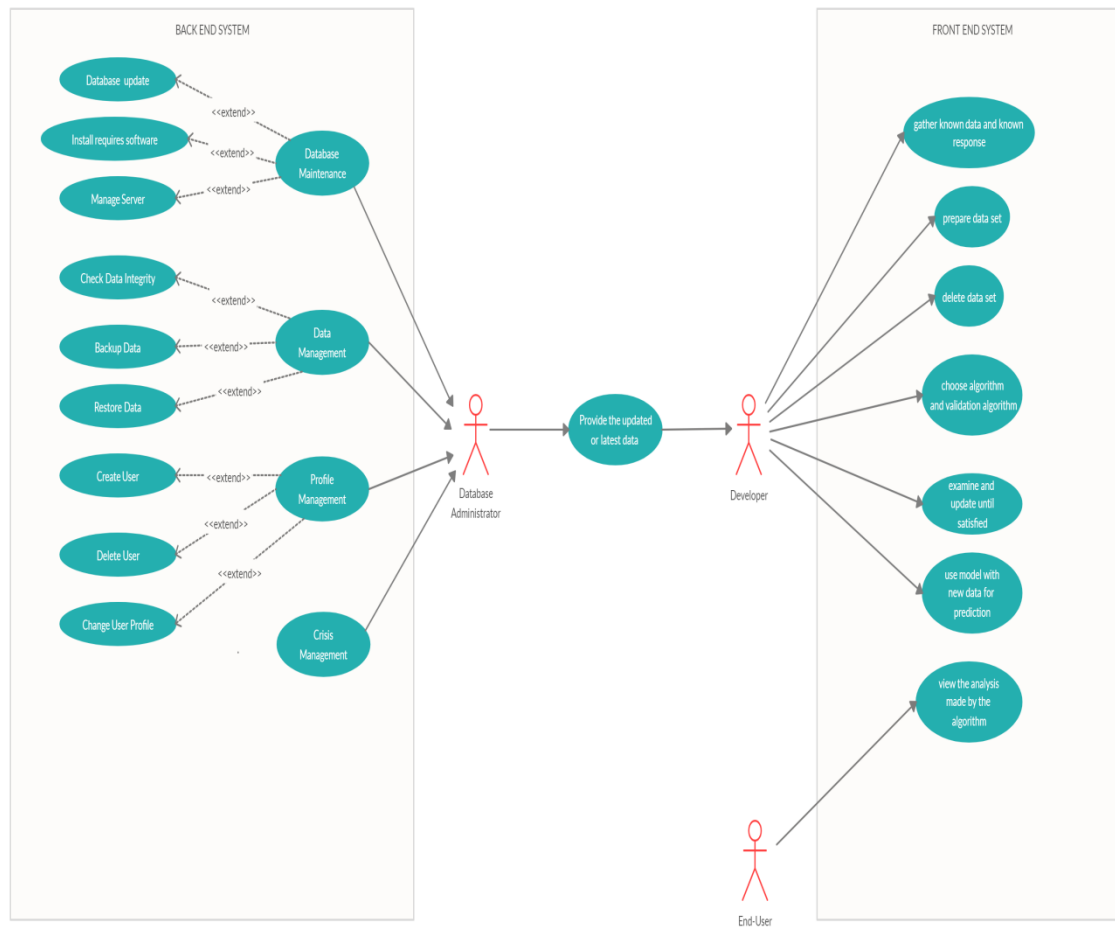 BACK END SYSTEM
Database update
<<extend>>
Install requires software
<<extend>>
Database
Maintenance
Manage Server
<<extend>>
Check Data Integrity
<<extend>>
Data
Management
Backup Data
<<extend>>
Restore Data
<<extend>>
Create User
<<extend>>
Profile
Management
Delete User
<<extend>>
Change User Profile
<<extend>>
Crisis
Management
Database
Administrator
Provide the updated
or latest data
Developer
End-User
FRONT END SYSTEM
gather known data and known
response
prepare data set
delete data set
choose algorithm
and validation algorithm
examine and
update until
satisfied
use model with
new data for
prediction
view the analysis
made by the
algorithm